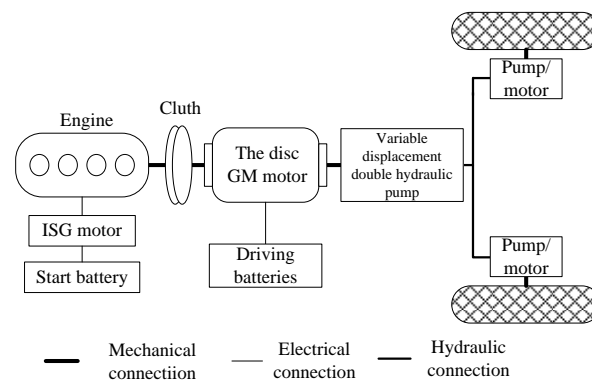 Engine
Cluth
The disc
GM motor
Variable
displacement
double hydraulic
pump
Pump/
motor
ISG motor
Start battery
Driving
batteries
Pump/
motor
Mechanical
connectiion
Electrical
connection
Hydraulic
connection